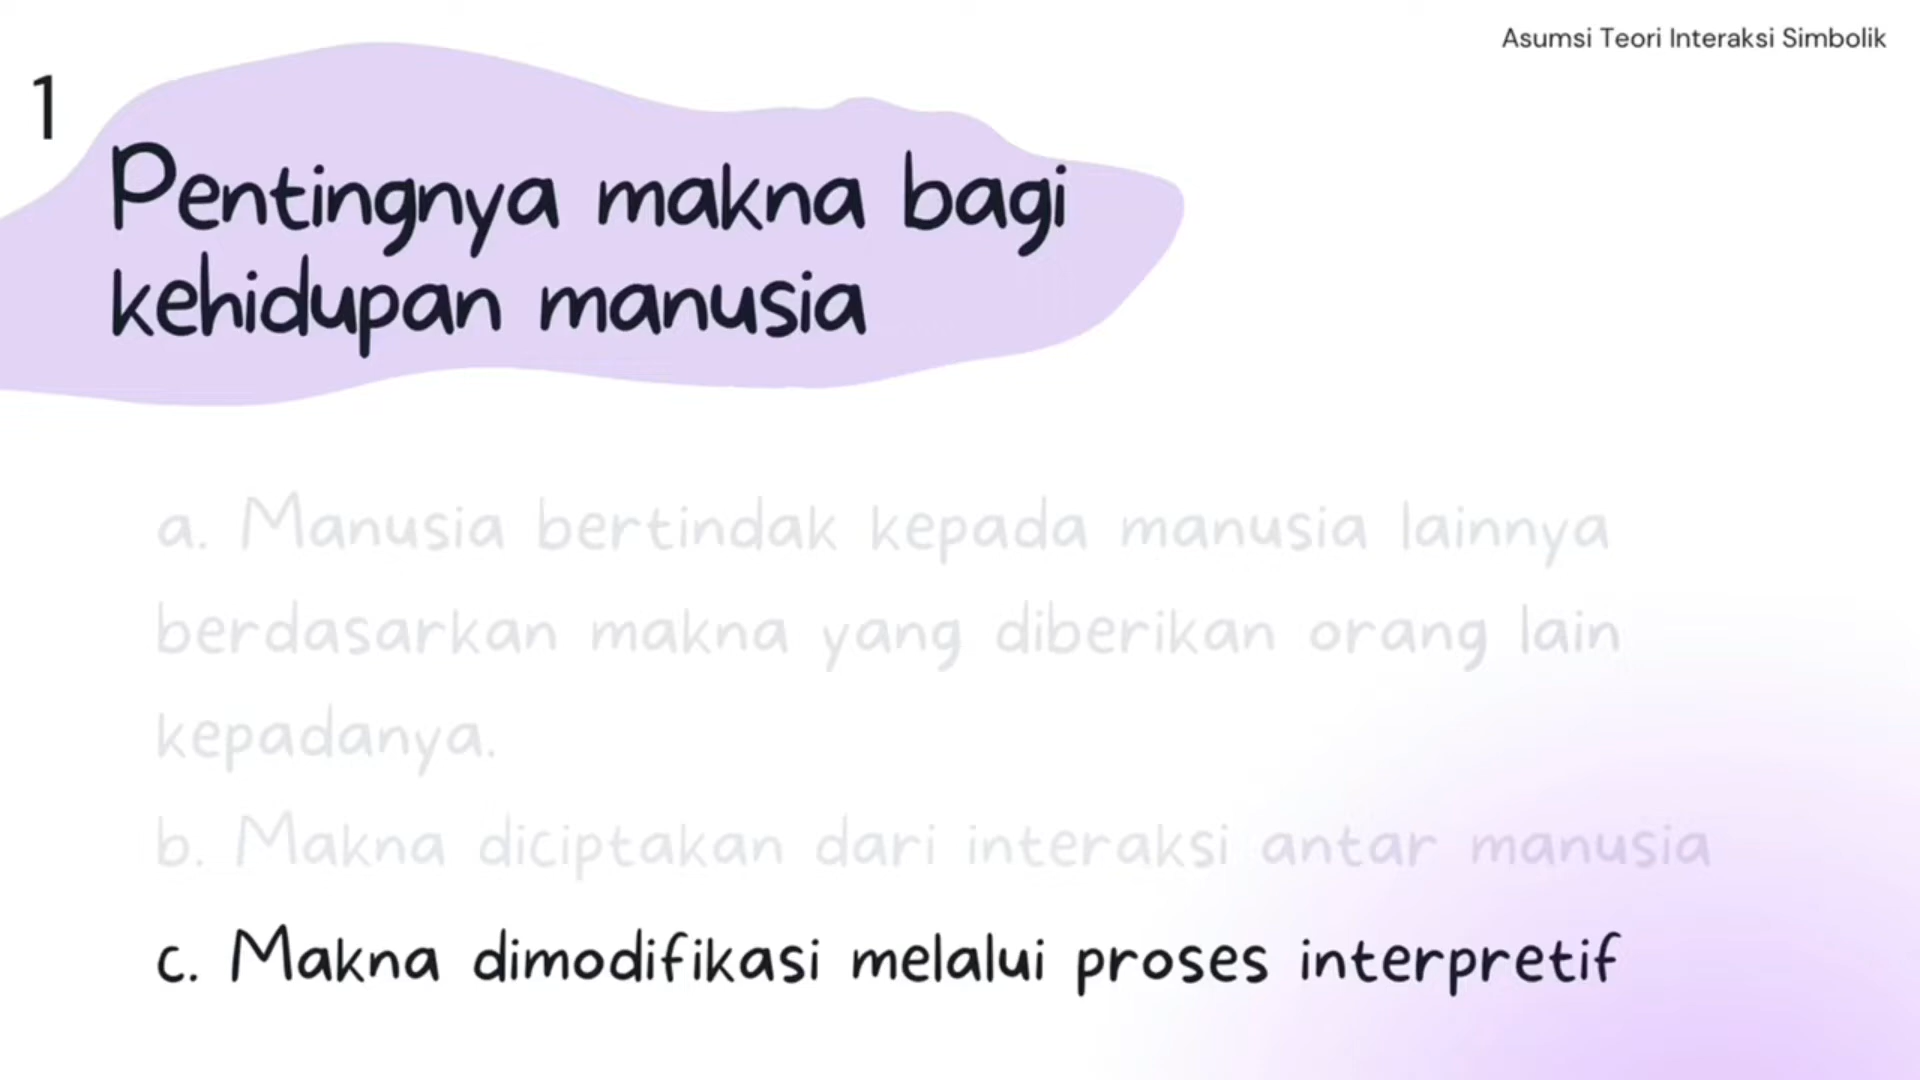 Asumsi Teori Interaksi Simbolik
1
Pentingnya makna bagi
kehidupan manusia
a. Manusia bertindak kepada manusia lainnya
berdasarkan makna yang diberikan orang lain
kepadanya.
b. Makna diciptakan dari interaksi antar manusia
c. Makna dimodifikasi melalui proses interpretif